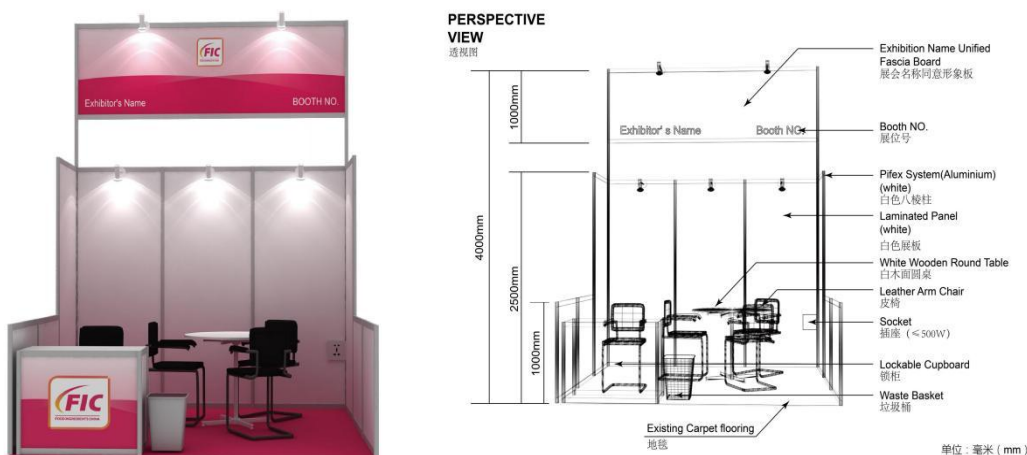 FIC
Exhibitor's Name
BOOTH NO.
FIC
FOOD INGREDIENTS CHINA
PERSPECTIVE
VIEW
透视图
4000mm
1000mm
2500mm
1000mm
Exhibitor' s Name
Booth NO.
Exhibition Name Unified
Fascia Board
展会名称同意形象板
Booth NO.
展位号
Pifex System(Aluminium)
(white)
白色八棱柱
Laminated Panel
(white)
白色展板
White Wooden Round Table
白木面圆桌
Leather Arm Chair
皮椅
Socket
插座（≤500W）
Lockable Cupboard
锁柜
Waste Basket
垃圾桶
Existing Carpet flooring
地毯
单位：毫米（mm）